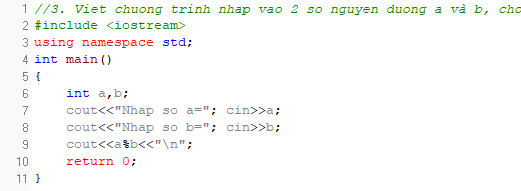 1 //3. Viet chuong trinh nhap vao 2 so nguyen duong a và b, cho
2 #include <iostream>
3 using namespace std;
4 int main()
5 {
6 int a,b;
7 cout<<"Nhap so a="; cin>>a;
8 cout<<"Nhap so b="; cin>>b;
9 cout<<a%b<<"\n";
10 return 0;
11 }